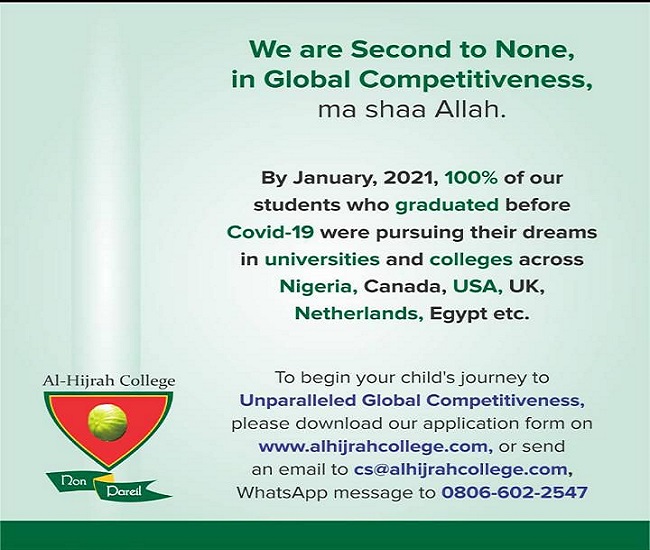 We are Second to None,
in Global Competitiveness,
ma shaa Allah.
By January, 2021, 100% of our
students who graduated before
Covid-19 were pursuing their dreams
in universities and colleges across
Nigeria, Canada, USA, UK,
Netherlands, Egypt etc.
Al-Hijrah College
Non
Pareil
To begin your child's journey to
Unparalleled Global Competitiveness,
please download our application form on
www.alhijrahcollege.com, or send
an email to cs@alhijrahcollege.com,
WhatsApp message to 0806-602-2547